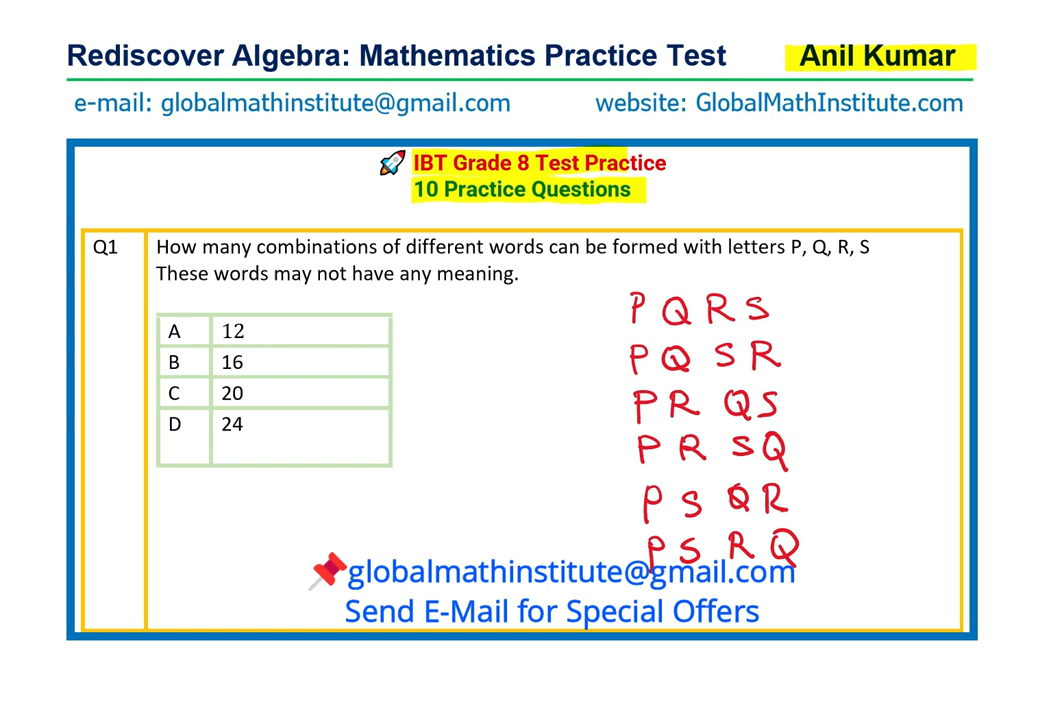 Rediscover Algebra: Mathematics Practice Test Anil Kumar
e-mail: globalmathinstitute@gmail.com website: GlobalMathInstitute.com
IBT Grade 8 Test Practice
10 Practice Questions
Q1 How many combinations of different words can be formed with letters P, Q, R, S
These words may not have any meaning.
A 12
B 16
C 20
D 24
P Q R S
P Q S R
P R Q S
P R S Q
P S Q R
P S R Q
globalmathinstitute@gmail.com
Send E-Mail for Special Offers